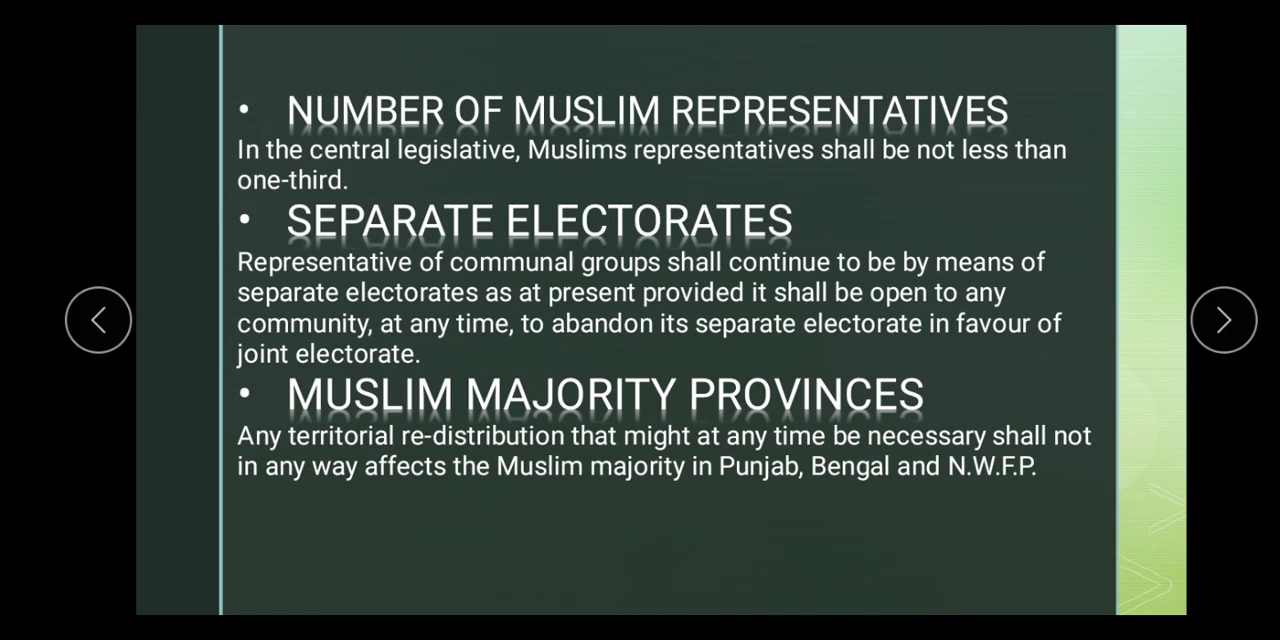 • NUMBER OF MUSLIM REPRESENTATIVES
In the central legislative, Muslims representatives shall be not less than
one-third.
• SEPARATE ELECTORATES
Representative of communal groups shall continue to be by means of
separate electorates as at present provided it shall be open to any
community, at any time, to abandon its separate electorate in favour of
joint electorate.
• MUSLIM MAJORITY PROVINCES
Any territorial re-distribution that might at any time be necessary shall not
in any way affects the Muslim majority in Punjab, Bengal and N.W.F.P.